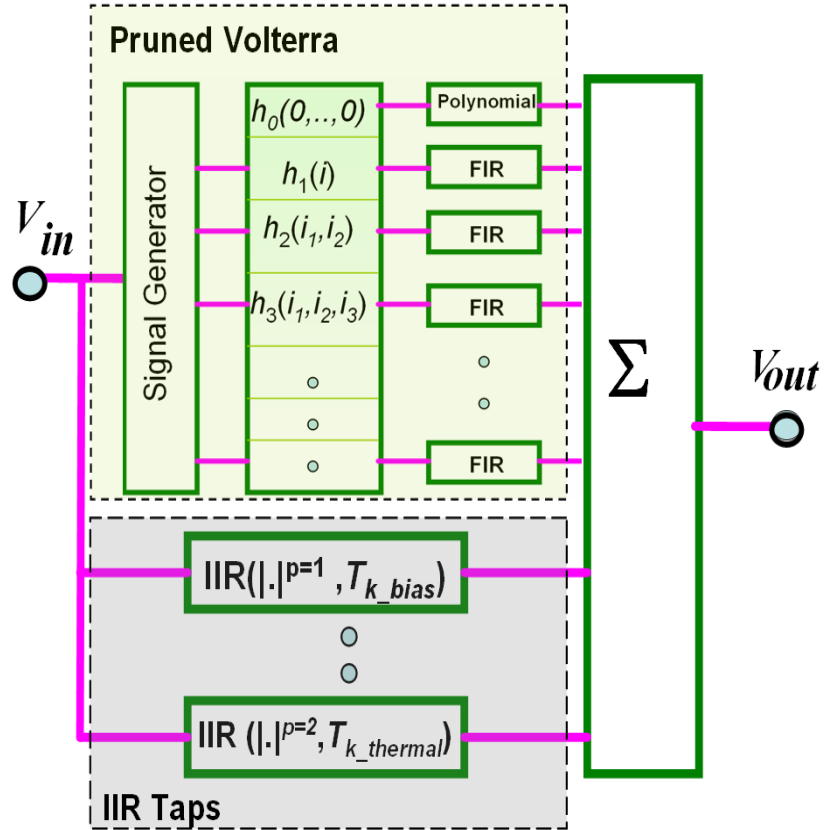 Pruned Volterra
V_in
Signal Generator
h_0(0,..,0)
h_1(i)
h_2(i_1,i_2)
h_3(i_1,i_2,i_3)
Polynomial
FIR
FIR
FIR
FIR
Σ
V_out
IIR(|.|^p=1 ,T_k_bias)
IIR (|.|^p=2,T_k_thermal)
IIR Taps